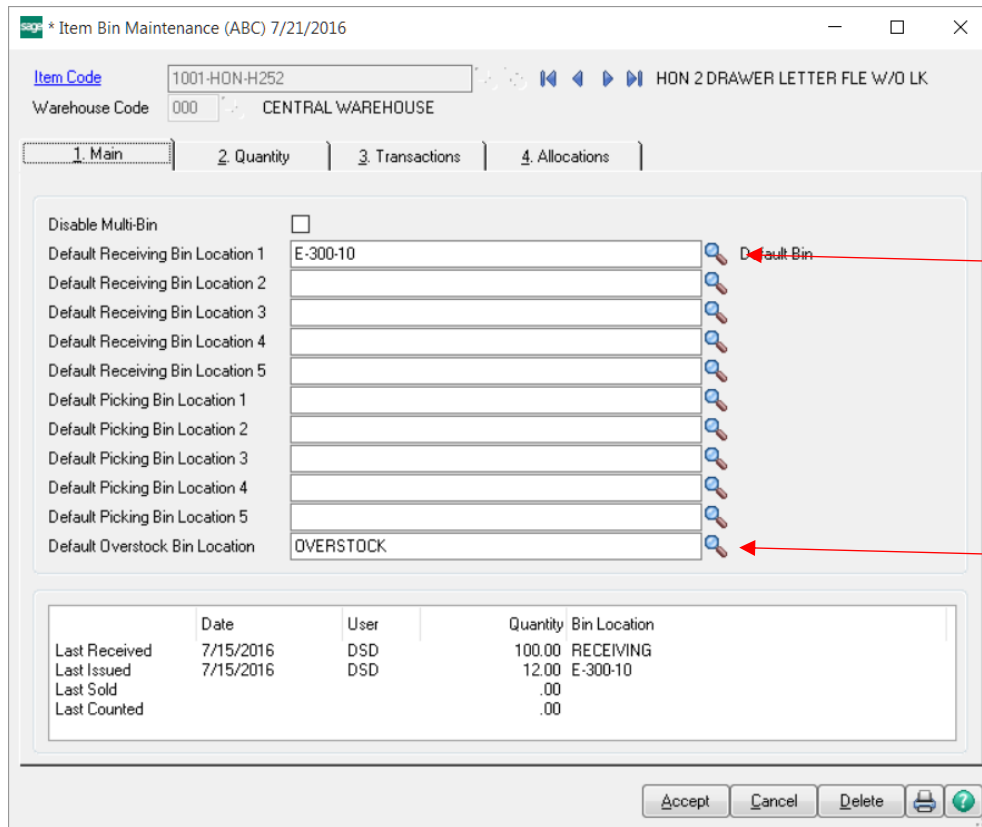 sage * Item Bin Maintenance (ABC) 7/21/2016
Item Code 1001-HON-H252 HON 2 DRAWER LETTER FLE W/O LK
Warehouse Code 000 CENTRAL WAREHOUSE
1. Main 2. Quantity 3. Transactions 4. Allocations
Disable Multi-Bin
Default Receiving Bin Location 1 E-300-10 Default Bin
Default Receiving Bin Location 2
Default Receiving Bin Location 3
Default Receiving Bin Location 4
Default Receiving Bin Location 5
Default Picking Bin Location 1
Default Picking Bin Location 2
Default Picking Bin Location 3
Default Picking Bin Location 4
Default Picking Bin Location 5
Default Overstock Bin Location OVERSTOCK
Date User Quantity Bin Location
Last Received 7/15/2016 DSD 100.00 RECEIVING
Last Issued 7/15/2016 DSD 12.00 E-300-10
Last Sold .00
Last Counted .00
Accept Cancel Delete ?